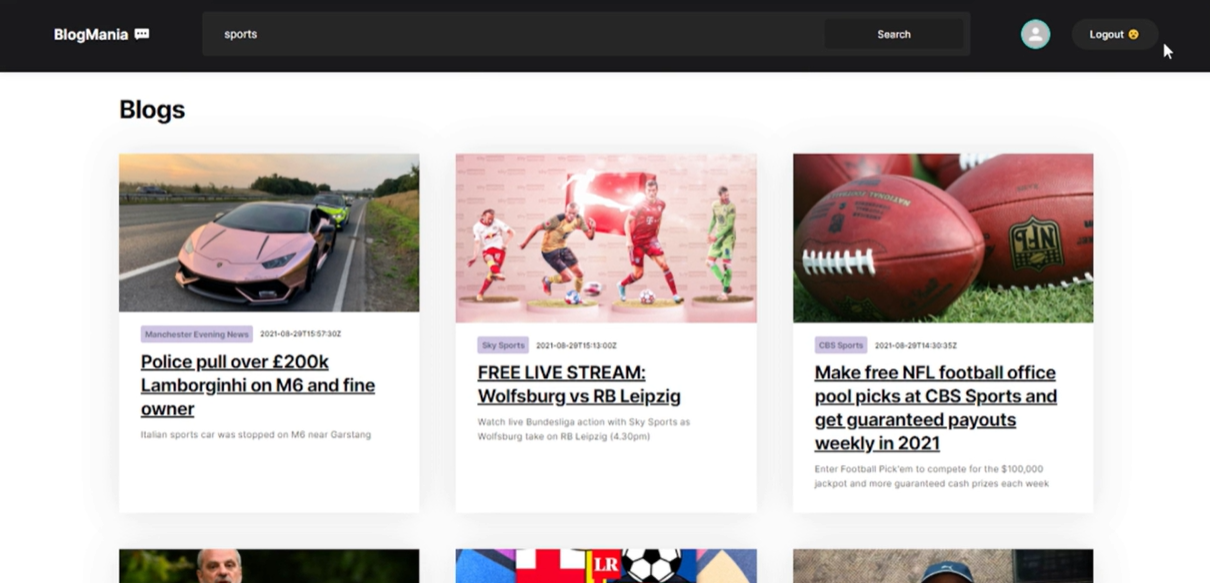 BlogMania 💬
sports
Search
Logout 😮
Blogs
Manchester Evening News 2021-08-29T15:57:30Z
Police pull over £200k
Lamborginhi on M6 and fine
owner
Italian sports car was stopped on M6 near Garstang
Sky Sports 2021-08-29T15:13:00Z
FREE LIVE STREAM:
Wolfsburg vs RB Leipzig
Watch live Bundesliga action with Sky Sports as
Wolfsburg take on RB Leipzig (4.30pm)
NFL
CBS Sports 2021-08-29T14:30:35Z
Make free NFL football office
pool picks at CBS Sports and
get guaranteed payouts
weekly in 2021
Enter Football Pick'em to compete for the $100,000
jackpot and more guaranteed cash prizes each week
LR